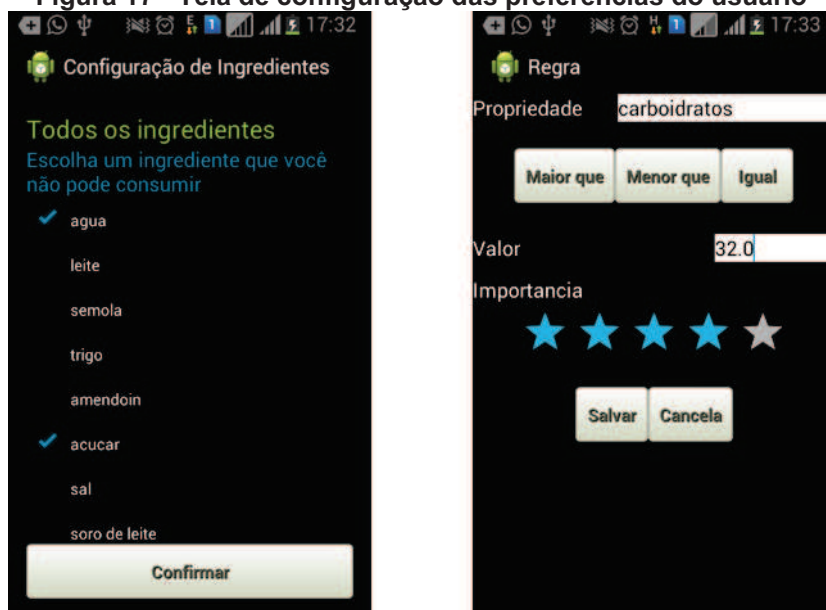 Figura 17 - Tela de configuração das preferências do usuário
17:32
Configuração de Ingredientes
Todos os ingredientes
Escolha um ingrediente que você
não pode consumir
agua
leite
semola
trigo
amendoin
acucar
sal
soro de leite
Confirmar
17:33
Regra
Propriedade carboidratos
Maior que Menor que Igual
Valor 32.0
Importancia
Salvar Cancela